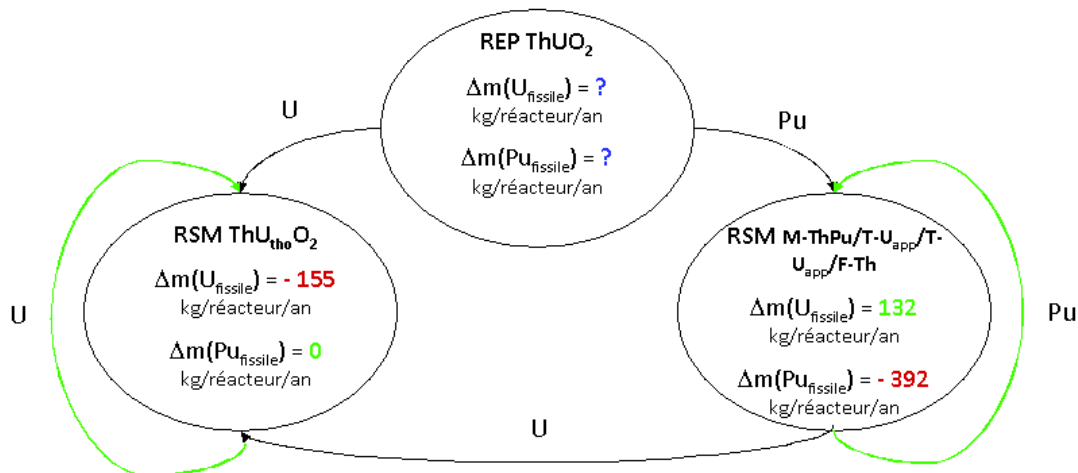 REP ThUO₂
Δm(U_fissile) = ?
kg/réacteur/an
Δm(Pu_fissile) = ?
kg/réacteur/an
U
Pu
RSM ThU_thoO₂
Δm(U_fissile) = - 155
kg/réacteur/an
Δm(Pu_fissile) = 0
kg/réacteur/an
U
RSM M-ThPu/T-U_app/T-
U_app/F-Th
Δm(U_fissile) = 132
kg/réacteur/an
Δm(Pu_fissile) = - 392
kg/réacteur/an
Pu
U